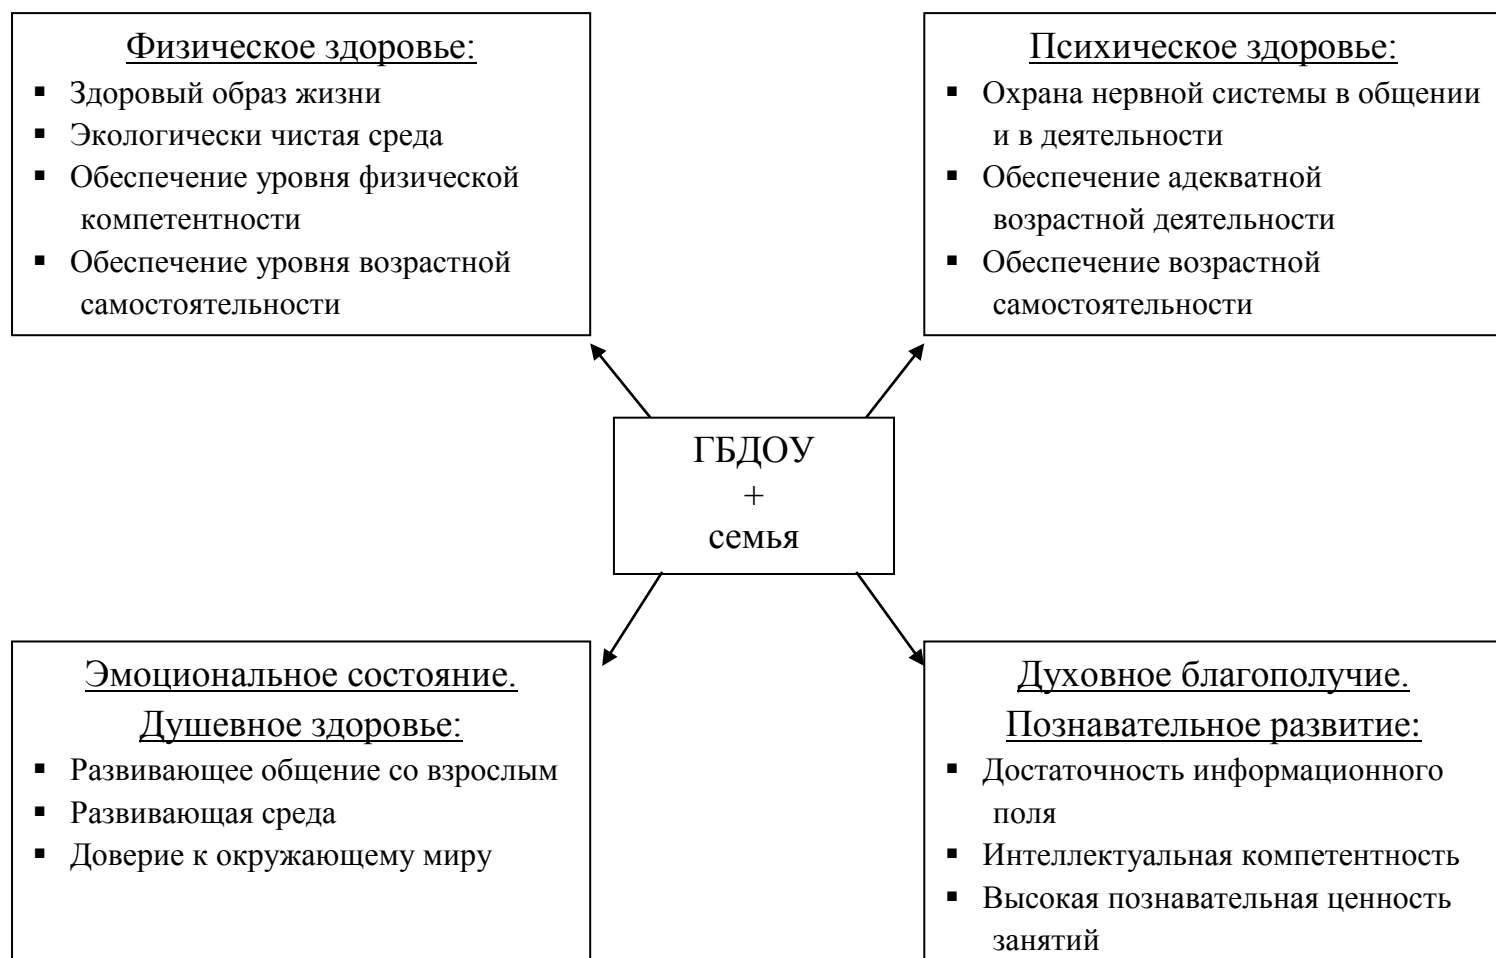 Физическое здоровье:
▪ Здоровый образ жизни
▪ Экологически чистая среда
▪ Обеспечение уровня физической
компетентности
▪ Обеспечение уровня возрастной
самостоятельности
Психическое здоровье:
▪ Охрана нервной системы в общении
и в деятельности
▪ Обеспечение адекватной
возрастной деятельности
▪ Обеспечение возрастной
самостоятельности
ГБДОУ
+
семья
Эмоциональное состояние.
Душевное здоровье:
▪ Развивающее общение со взрослым
▪ Развивающая среда
▪ Доверие к окружающему миру
Духовное благополучие.
Познавательное развитие:
▪ Достаточность информационного
поля
▪ Интеллектуальная компетентность
▪ Высокая познавательная ценность
занятий